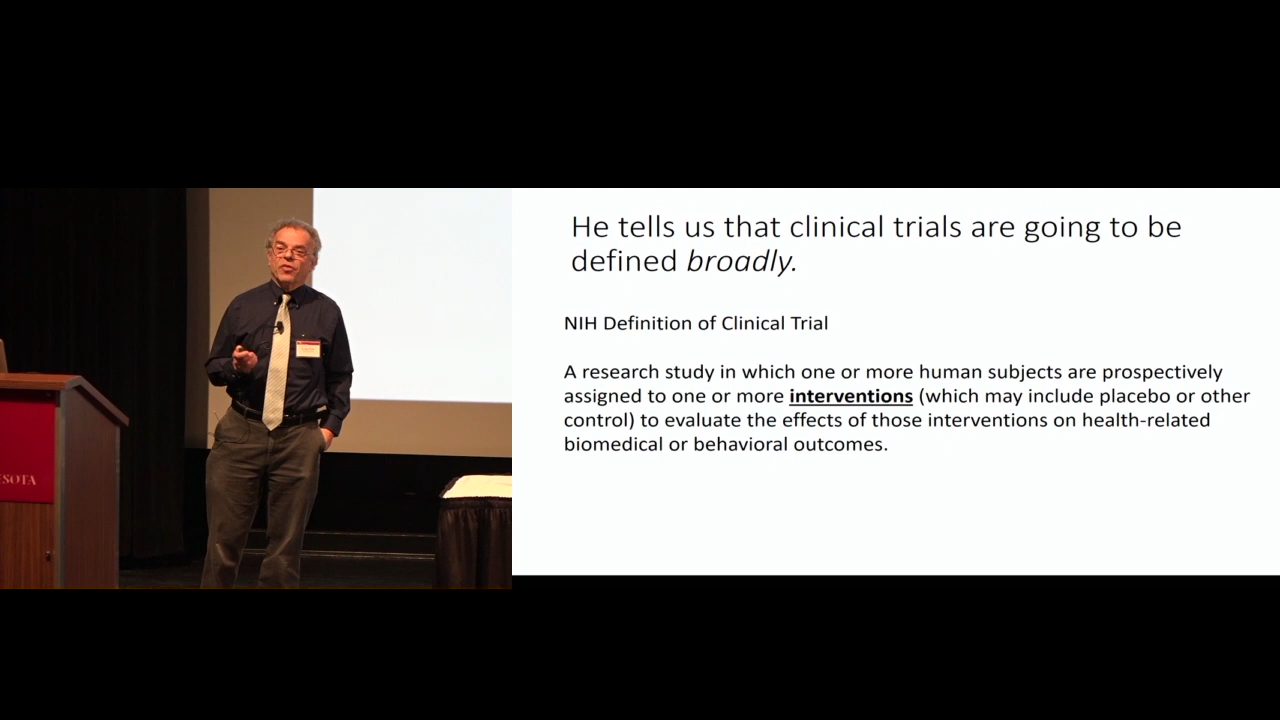 He tells us that clinical trials are going to be
defined broadly.
NIH Definition of Clinical Trial
A research study in which one or more human subjects are prospectively
assigned to one or more interventions (which may include placebo or other
control) to evaluate the effects of those interventions on health-related
biomedical or behavioral outcomes.
SOTA